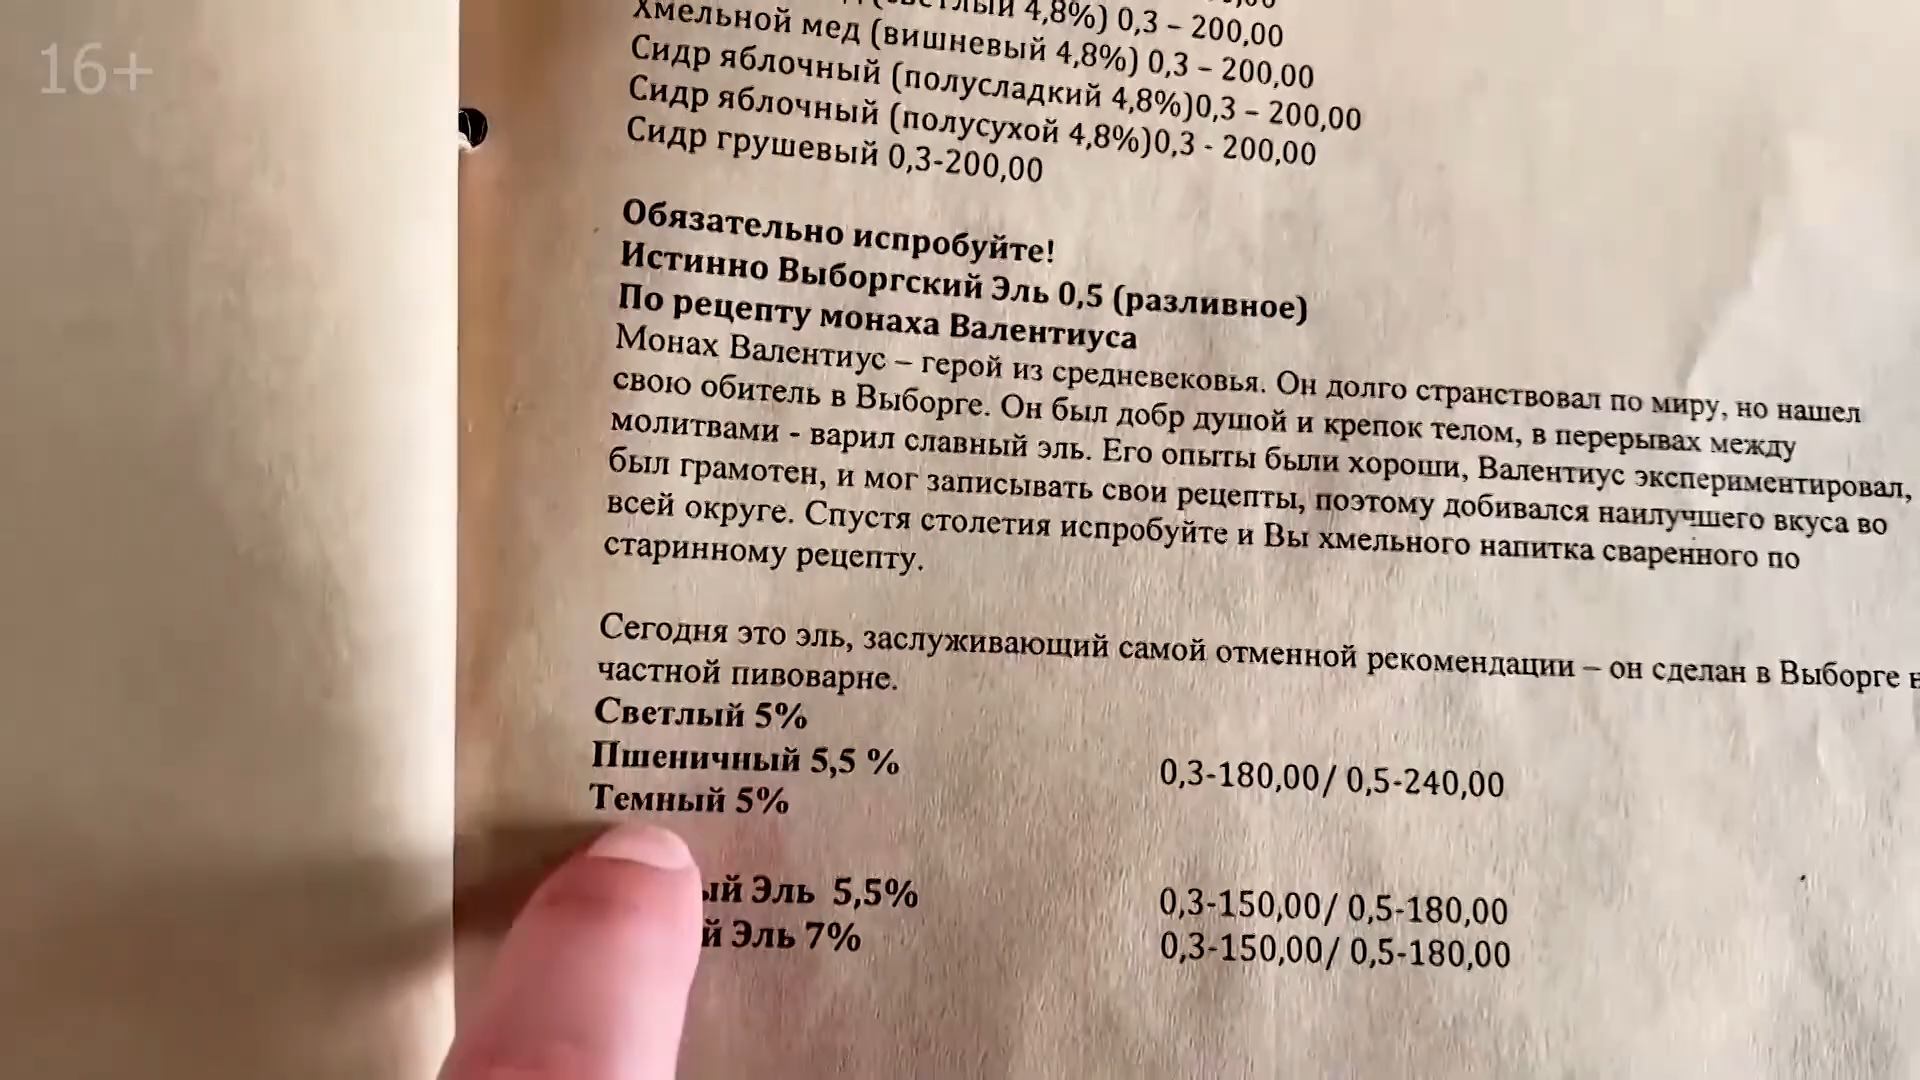 16+
4,8%) 0,3 – 200,00
Хмельной мед (вишневый 4,8%) 0,3 – 200,00
Сидр яблочный (полусладкий 4,8%)0,3 – 200,00
Сидр яблочный (полусухой 4,8%)0,3 - 200,00
Сидр грушевый 0,3-200,00
Обязательно испробуйте!
Истинно Выборгский Эль 0,5 (разливное)
По рецепту монаха Валентиуса
Монах Валентиус – герой из средневековья. Он долго странствовал по миру, но нашел
свою обитель в Выборге. Он был добр душой и крепок телом, в перерывах между
молитвами - варил славный эль. Его опыты были хороши, Валентиус экспериментировал,
был грамотен, и мог записывать свои рецепты, поэтому добивался наилучшего вкуса во
всей округе. Спустя столетия испробуйте и Вы хмельного напитка сваренного по
старинному рецепту.
Сегодня это эль, заслуживающий самой отменной рекомендации – он сделан в Выборге
частной пивоварне.
Светлый 5%
Пшеничный 5,5 % 0,3-180,00/ 0,5-240,00
Темный 5%
Эль 5,5% 0,3-150,00/ 0,5-180,00
Эль 7% 0,3-150,00/ 0,5-180,00